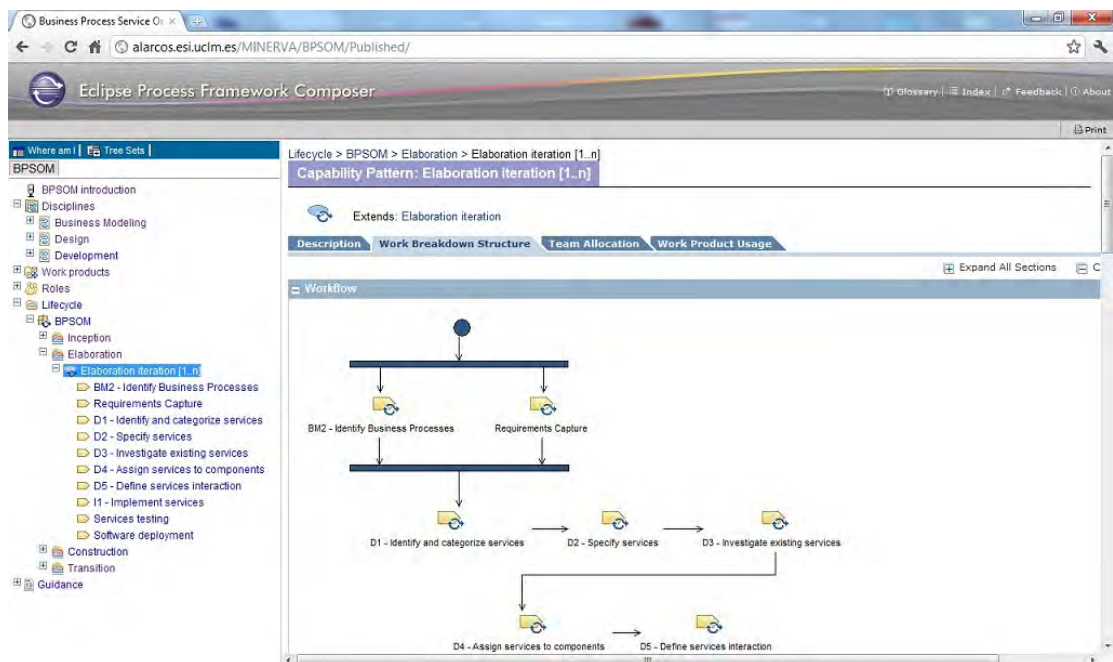 Business Process Service Or
alarcos.esi.uclm.es/MINERVA/BPSOM/Published/
Eclipse Process Framework Composer
Glossary | Index | Feedback | About
Print
Where am I | Tree Sets |
BPSOM
BPSOM introduction
Disciplines
Business Modeling
Design
Development
Work products
Roles
Lifecycle
BPSOM
Inception
Elaboration
Elaboration iteration [1..n]
BM2 - Identify Business Processes
Requirements Capture
D1 - Identify and categorize services
D2 - Specify services
D3 - Investigate existing services
D4 - Assign services to components
D5 - Define services interaction
I1 - Implement services
Services testing
Software deployment
Construction
Transition
Guidance
Lifecycle > BPSOM > Elaboration > Elaboration iteration [1..n]
Capability Pattern: Elaboration iteration [1..n]
Extends: Elaboration iteration
Description Work Breakdown Structure Team Allocation Work Product Usage
Expand All Sections C
Workflow
BM2 - Identify Business Processes Requirements Capture
D1 - Identify and categorize services D2 - Specify services D3 - Investigate existing services
D4 - Assign services to components D5 - Define services interaction